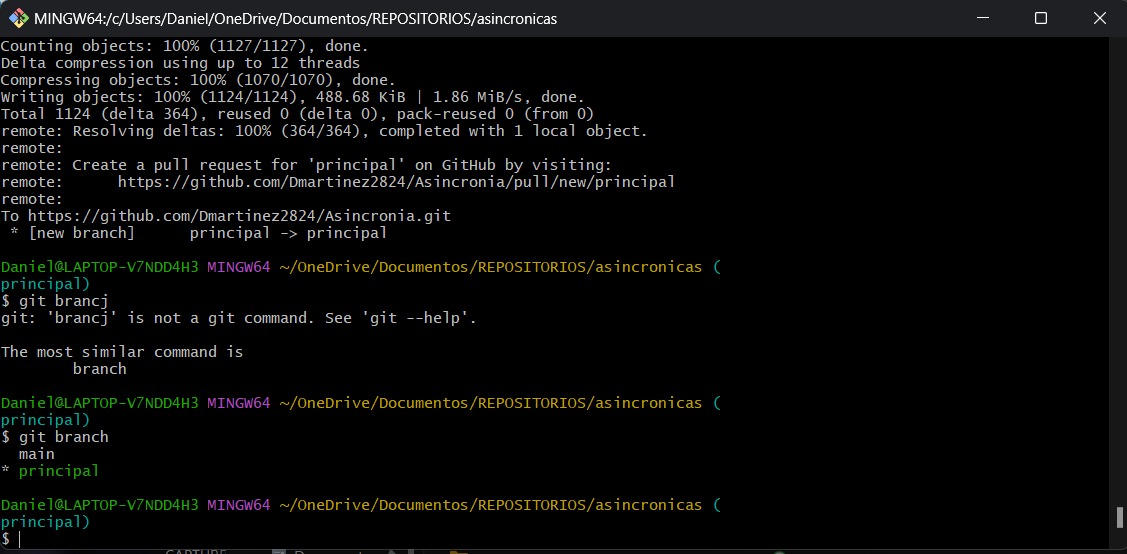 MINGW64:/c/Users/Daniel/OneDrive/Documentos/REPOSITORIOS/asincronicas
Counting objects: 100% (1127/1127), done.
Delta compression using up to 12 threads
Compressing objects: 100% (1070/1070), done.
Writing objects: 100% (1124/1124), 488.68 KiB | 1.86 MiB/s, done.
Total 1124 (delta 364), reused 0 (delta 0), pack-reused 0 (from 0)
remote: Resolving deltas: 100% (364/364), completed with 1 local object.
remote:
remote: Create a pull request for 'principal' on GitHub by visiting:
remote:      https://github.com/Dmartinez2824/Asincronia/pull/new/principal
remote:
To https://github.com/Dmartinez2824/Asincronia.git
 * [new branch]      principal -> principal
Daniel@LAPTOP-V7NDD4H3 MINGW64 ~/OneDrive/Documentos/REPOSITORIOS/asincronicas (
principal)
$ git brancj
git: 'brancj' is not a git command. See 'git --help'.
The most similar command is
        branch
Daniel@LAPTOP-V7NDD4H3 MINGW64 ~/OneDrive/Documentos/REPOSITORIOS/asincronicas (
principal)
$ git branch
  main
* principal
Daniel@LAPTOP-V7NDD4H3 MINGW64 ~/OneDrive/Documentos/REPOSITORIOS/asincronicas (
principal)
$